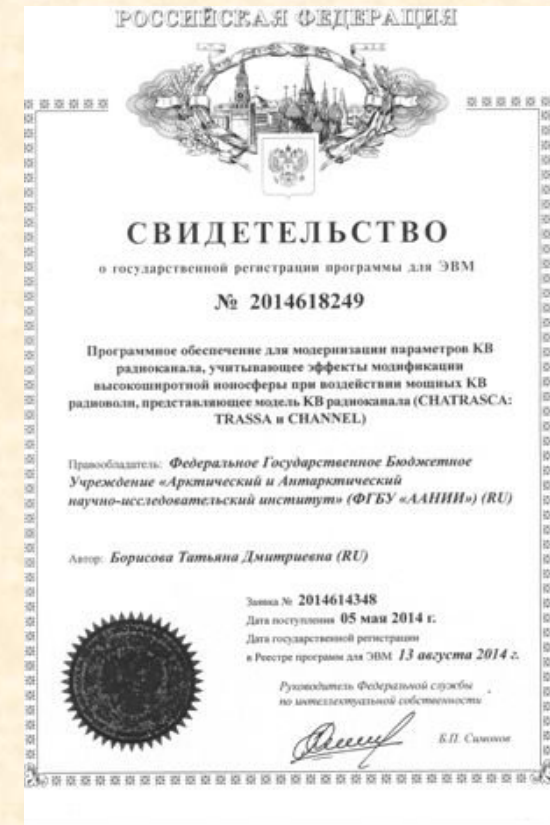 РОССИЙСКАЯ ФЕДЕРАЦИЯ
СВИДЕТЕЛЬСТВО
о государственной регистрации программы для ЭВМ
№ 2014618249
Программное обеспечение для модернизации параметров КВ
радиоканала, учитывающее эффекты модификации
высокоширотной ионосферы при воздействии мощных КВ
радиоволн, представляющее модель КВ радиоканала (CHATRASCA:
TRASSA и CHANNEL)
Правообладатель: Федеральное Государственное Бюджетное
Учреждение «Арктический и Антарктический
научно-исследовательский институт» (ФГБУ «ААНИИ») (RU)
Автор: Борисова Татьяна Дмитриевна (RU)
Заявка № 2014614348
Дата поступления 05 мая 2014 г.
Дата государственной регистрации
в Реестре программ для ЭВМ 13 августа 2014 г.
Руководитель Федеральной службы
по интеллектуальной собственности
Б.П. Симонов